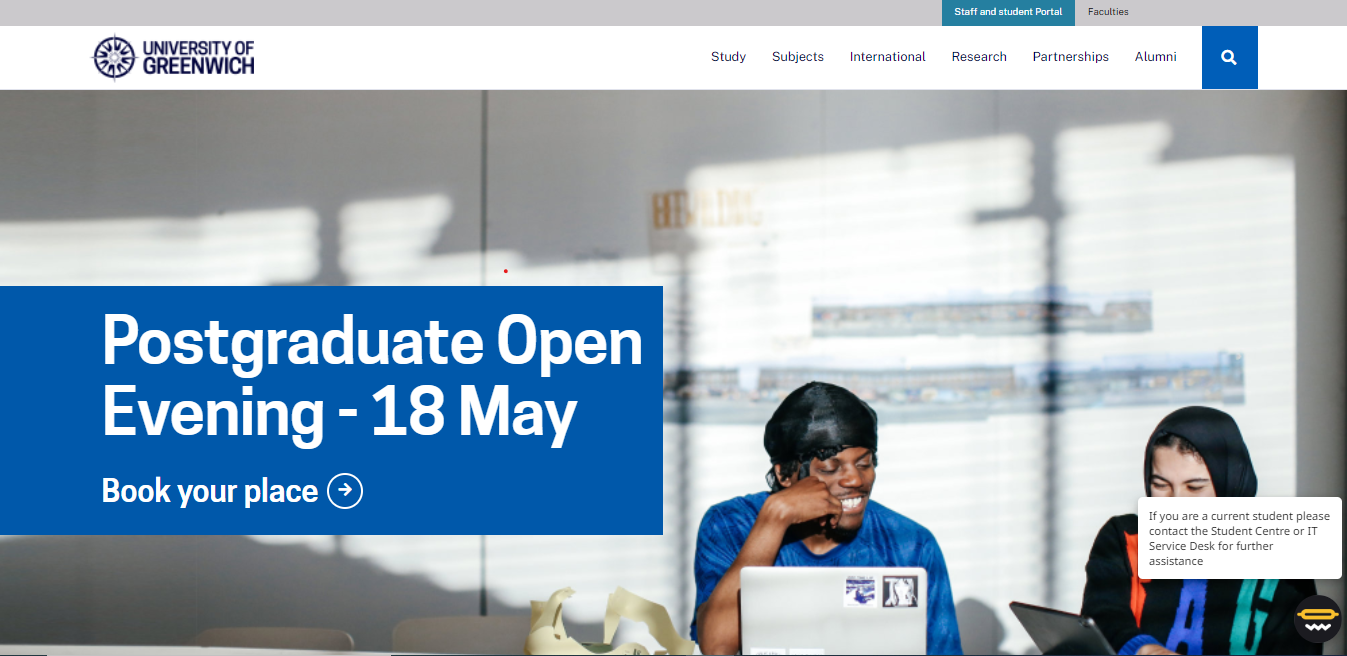 Staff and student Portal
Faculties
UNIVERSITY OF
GREENWICH
Study
Subjects
International
Research
Partnerships
Alumni
Postgraduate Open
Evening - 18 May
Book your place
If you are a current student please
contact the Student Centre or IT
Service Desk for further
assistance